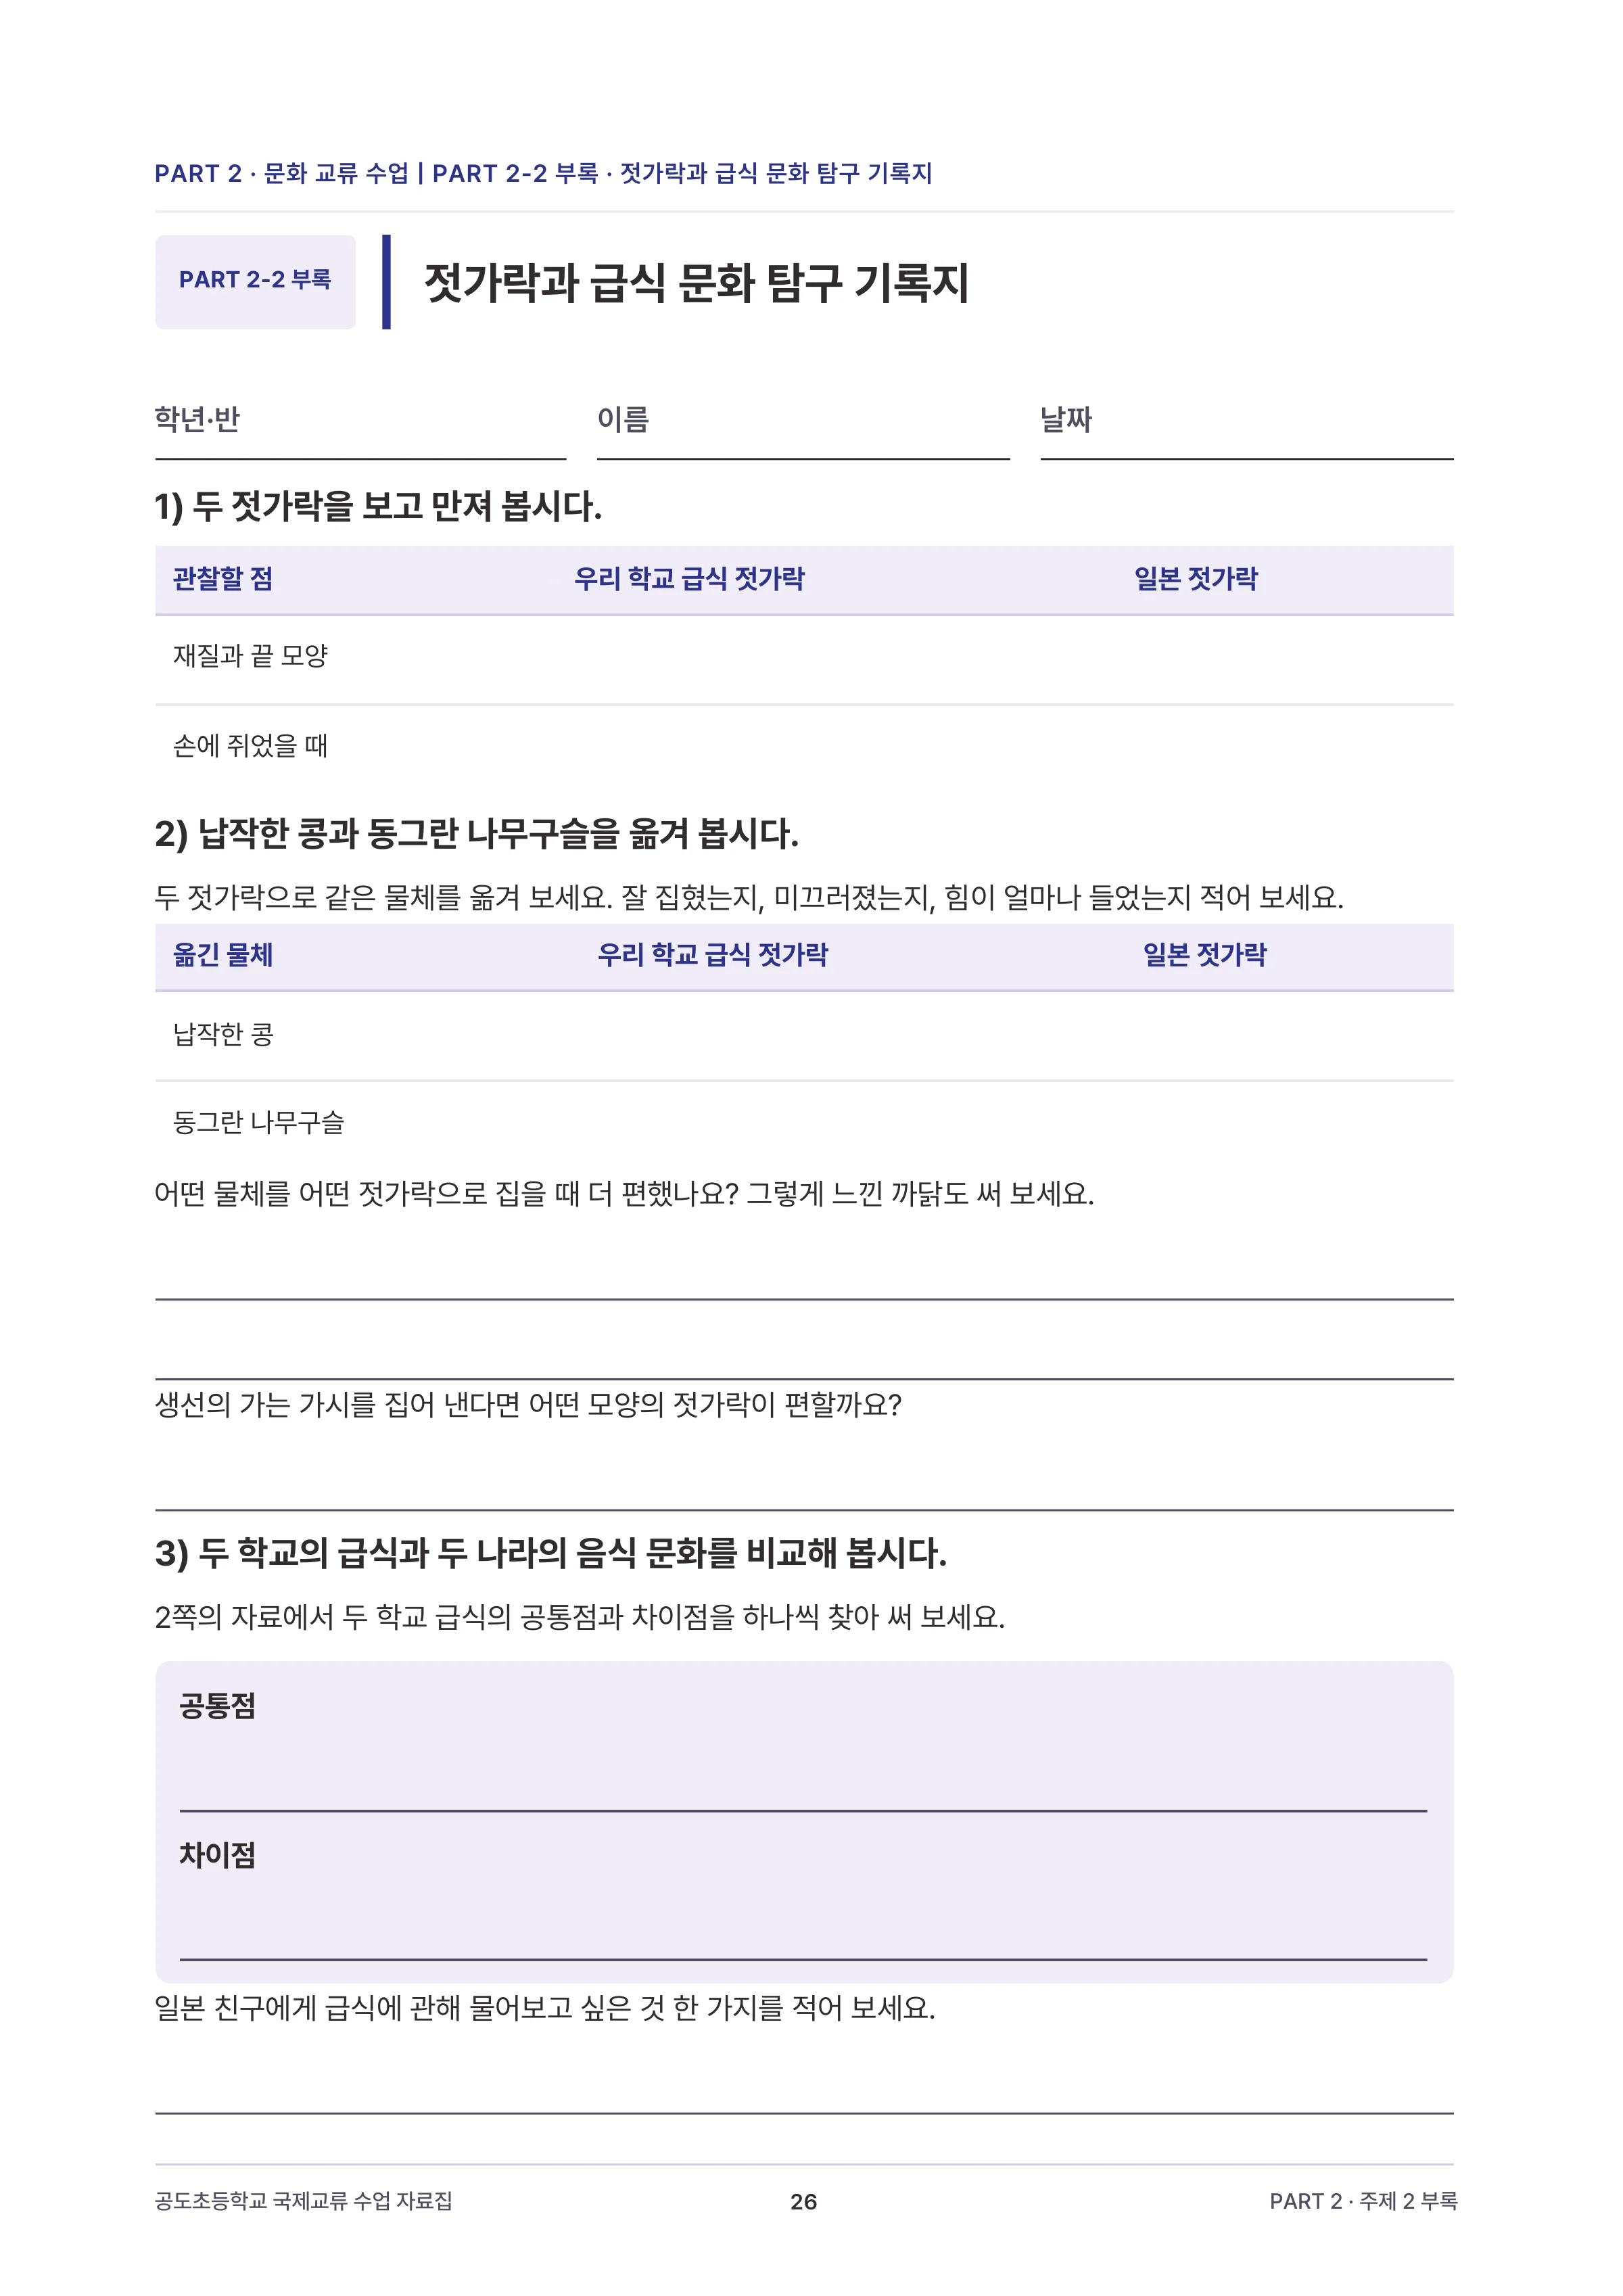 PART 2 · 문화 교류 수업 | PART 2-2 부록 · 젓가락과 급식 문화 탐구 기록지
PART 2-2 부록
젓가락과 급식 문화 탐구 기록지
학년·반 이름 날짜
1) 두 젓가락을 보고 만져 봅시다.
관찰할 점 우리 학교 급식 젓가락 일본 젓가락
재질과 끝 모양
손에 쥐었을 때
2) 납작한 콩과 동그란 나무구슬을 옮겨 봅시다.
두 젓가락으로 같은 물체를 옮겨 보세요. 잘 집혔는지, 미끄러졌는지, 힘이 얼마나 들었는지 적어 보세요.
옮긴 물체 우리 학교 급식 젓가락 일본 젓가락
납작한 콩
동그란 나무구슬
어떤 물체를 어떤 젓가락으로 집을 때 더 편했나요? 그렇게 느낀 까닭도 써 보세요.
생선의 가는 가시를 집어 낸다면 어떤 모양의 젓가락이 편할까요?
3) 두 학교의 급식과 두 나라의 음식 문화를 비교해 봅시다.
2쪽의 자료에서 두 학교 급식의 공통점과 차이점을 하나씩 찾아 써 보세요.
공통점
차이점
일본 친구에게 급식에 관해 물어보고 싶은 것 한 가지를 적어 보세요.
공도초등학교 국제교류 수업 자료집 26 PART 2 · 주제 2 부록